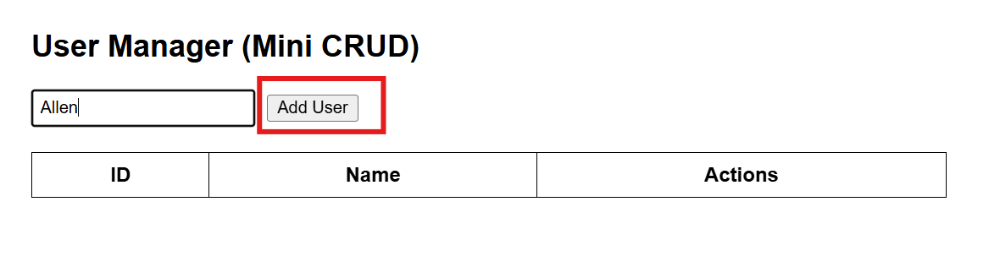 User Manager (Mini CRUD)
Allen Add User
ID Name Actions